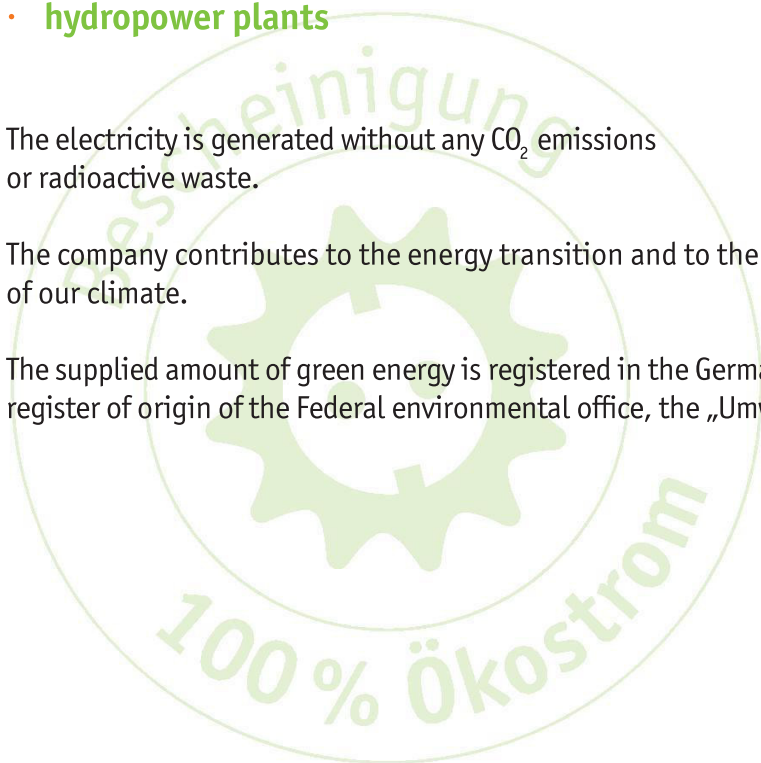 · hydropower plants
The electricity is generated without any CO₂ emissions
or radioactive waste.
The company contributes to the energy transition and to the
of our climate.
The supplied amount of green energy is registered in the Germa
register of origin of the Federal environmental office, the „Umw
Bescheinigung
100 % Ökostrom